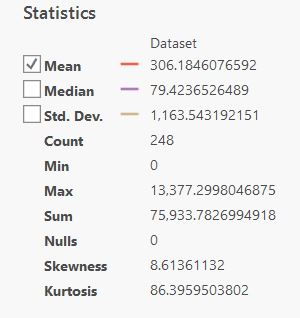 Statistics
Dataset
Mean 306.1846076592
Median 79.4236526489
Std. Dev. 1,163.543192151
Count 248
Min 0
Max 13,377.2998046875
Sum 75,933.7826994918
Nulls 0
Skewness 8.61361132
Kurtosis 86.3959503802